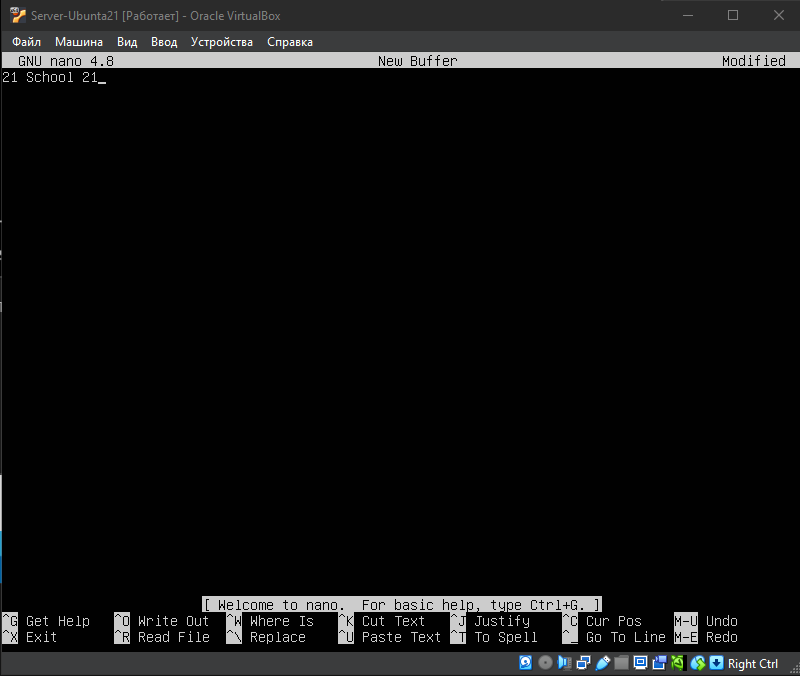 Server-Ubunta21 [Работает] - Oracle VirtualBox
Файл Машина Вид Ввод Устройства Справка
GNU nano 4.8 New Buffer Modified
21 School 21_
[ Welcome to nano. For basic help, type Ctrl+G. ]
^G Get Help ^O Write Out ^W Where Is ^K Cut Text ^J Justify ^C Cur Pos M-U Undo
^X Exit ^R Read File ^\ Replace ^U Paste Text ^T To Spell ^_ Go To Line M-E Redo
Right Ctrl